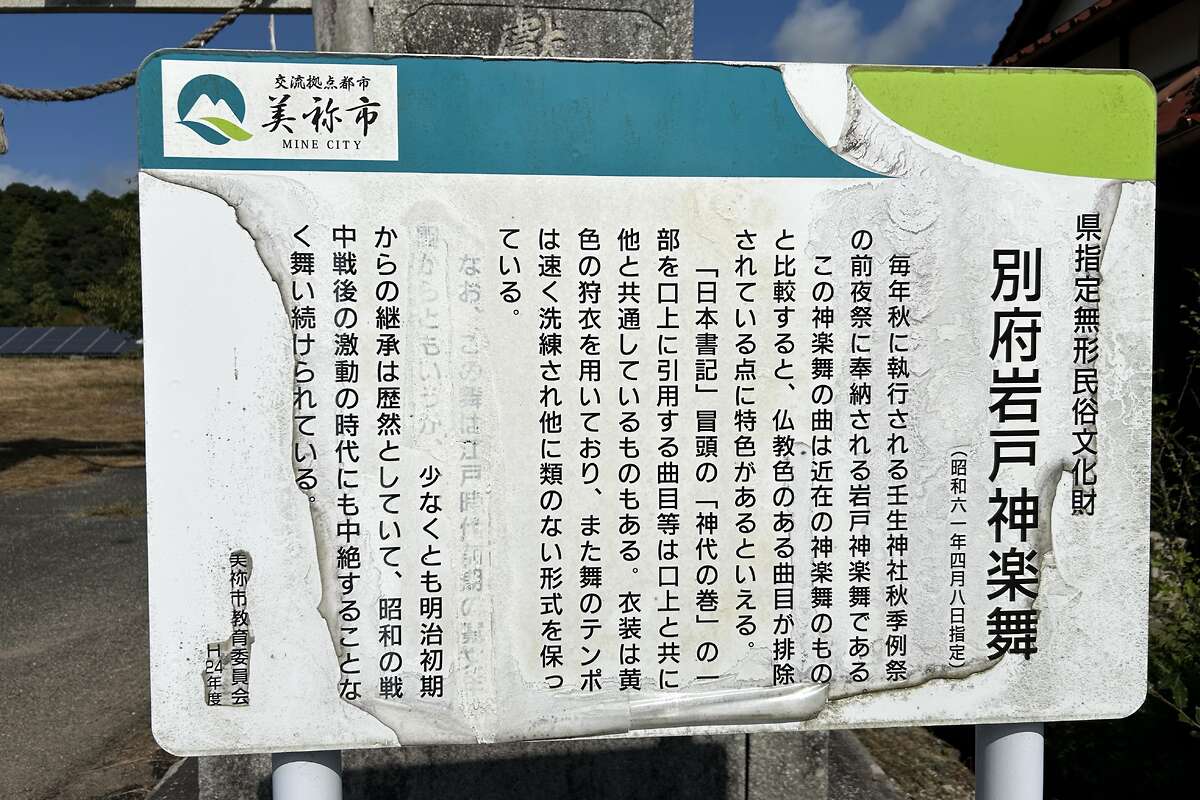 交流拠点都市
美祢市
MINE CITY
県指定無形民俗文化財
別府岩戸神楽舞
(昭和六一年四月八日指定)
毎年秋に執行される壬生神社秋季例祭
の前夜祭に奉納される岩戸神楽舞である
この神楽舞の曲は近在の神楽舞のもの
と比較すると、仏教色のある曲目が排除
されている点に特色があるといえる。
「日本書記」冒頭の「神代の巻」の一
部を口上に引用する曲目等は口上と共に
他と共通しているものもある。衣装は黄
色の狩衣を用いており、また舞のテンポ
は速く洗練され他に類のない形式を保っ
ている。
なお、この舞は江戸時代前期の
からともいうが、少なくとも明治初期
からの継承は歴然としていて、昭和の戦
中戦後の激動の時代にも中絶することな
く舞い続けられている。
美祢市教育委員会
H24年度